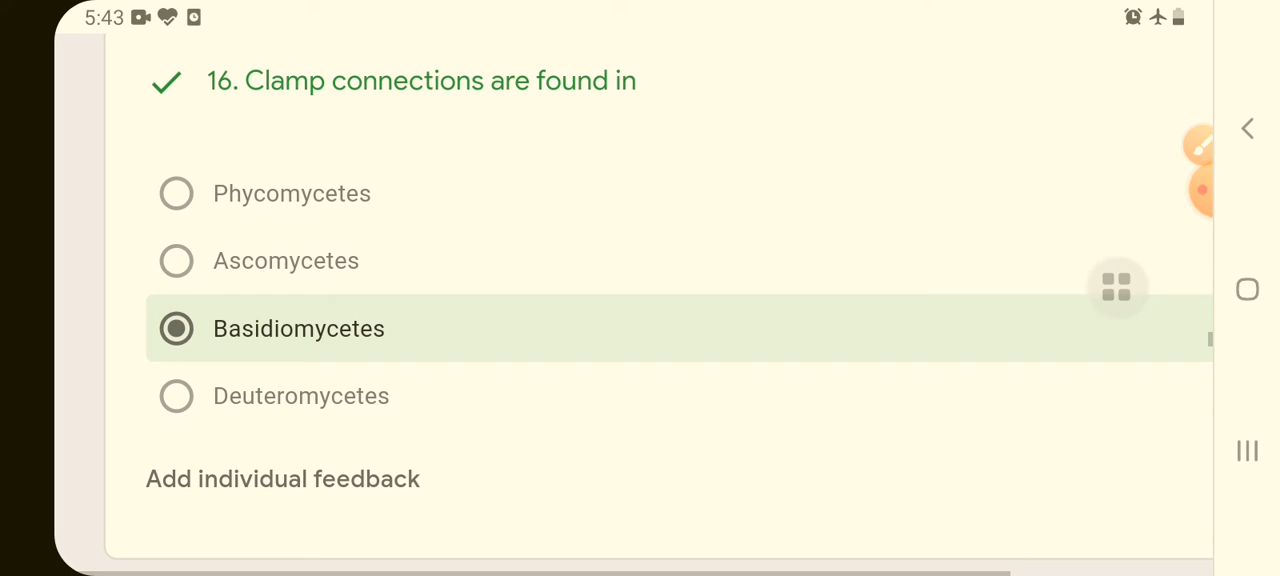 5:43
16. Clamp connections are found in
Phycomycetes
Ascomycetes
Basidiomycetes
Deuteromycetes
Add individual feedback